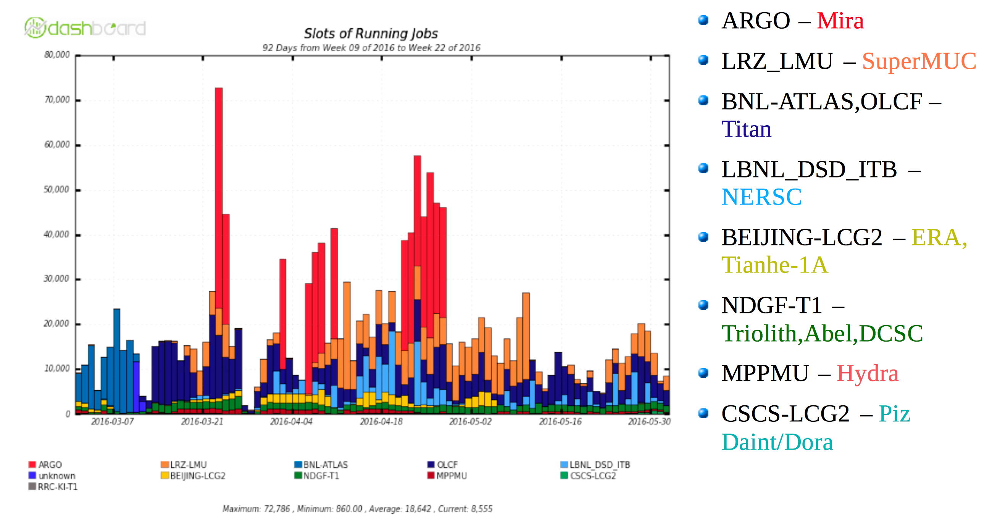 dashboard
Slots of Running Jobs
92 Days from Week 09 of 2016 to Week 22 of 2016
80,000
70,000
60,000
50,000
40,000
30,000
20,000
10,000
0
2016-03-07 2016-03-21 2016-04-04 2016-04-18 2016-05-02 2016-05-16 2016-05-30
ARGO LRZ-LMU BNL-ATLAS OLCF LBNL_DSD_ITB
unknown BEIJING-LCG2 NDGF-T1 MPPMU CSCS-LCG2
RRC-KI-T1
Maximum: 72,786 , Minimum: 860.00 , Average: 18,642 , Current: 8,555
ARGO – Mira
LRZ_LMU – SuperMUC
BNL-ATLAS,OLCF –
Titan
LBNL_DSD_ITB –
NERSC
BEIJING-LCG2 – ERA,
Tianhe-1A
NDGF-T1 –
Triolith,Abel,DCSC
MPPMU – Hydra
CSCS-LCG2 – Piz
Daint/Dora